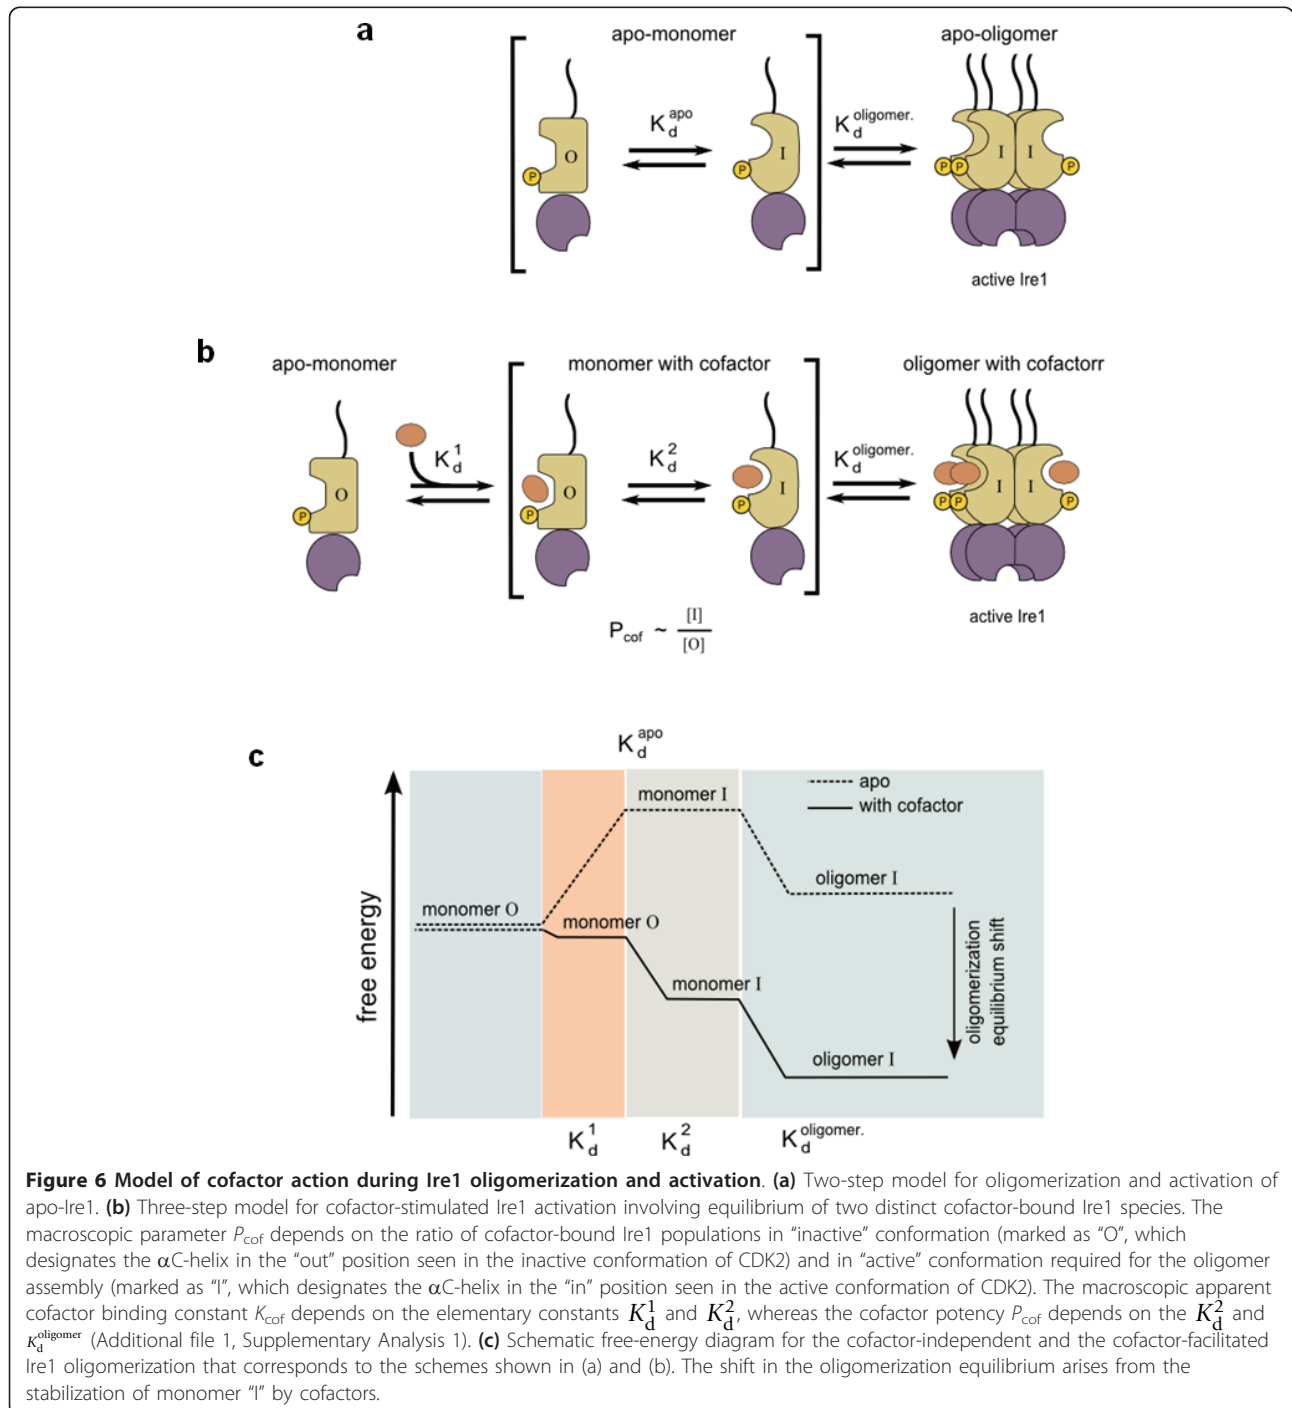 a
apo-monomer
apo-oligomer
K_d^apo
K_d^oligomer.
O
I
I I
P
P
P P
P
active Ire1
b
apo-monomer
monomer with cofactor
oligomer with cofactorr
K_d^1
K_d^2
K_d^oligomer.
O
O
I
I I
P
P
P
P P
P
P_cof ~ [I]/[O]
active Ire1
c
K_d^apo
apo
with cofactor
monomer I
oligomer I
monomer O
monomer O
monomer I
oligomer I
free energy
oligomerization
equilibrium shift
K_d^1
K_d^2
K_d^oligomer.
Figure 6 Model of cofactor action during Ire1 oligomerization and activation. (a) Two-step model for oligomerization and activation of
apo-Ire1. (b) Three-step model for cofactor-stimulated Ire1 activation involving equilibrium of two distinct cofactor-bound Ire1 species. The
macroscopic parameter P_cof depends on the ratio of cofactor-bound Ire1 populations in “inactive” conformation (marked as “O”, which
designates the αC-helix in the “out” position seen in the inactive conformation of CDK2) and in “active” conformation required for the oligomer
assembly (marked as “I”, which designates the αC-helix in the “in” position seen in the active conformation of CDK2). The macroscopic apparent
cofactor binding constant K_cof depends on the elementary constants K_d^1 and K_d^2, whereas the cofactor potency P_cof depends on the K_d^2 and
K_d^oligomer (Additional file 1, Supplementary Analysis 1). (c) Schematic free-energy diagram for the cofactor-independent and the cofactor-facilitated
Ire1 oligomerization that corresponds to the schemes shown in (a) and (b). The shift in the oligomerization equilibrium arises from the
stabilization of monomer “I” by cofactors.